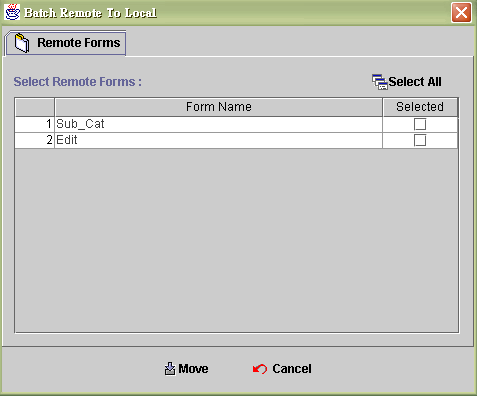 Batch Remote To Local
Remote Forms
Select Remote Forms :
Select All
Form Name Selected
1 Sub_Cat
2 Edit
Move Cancel